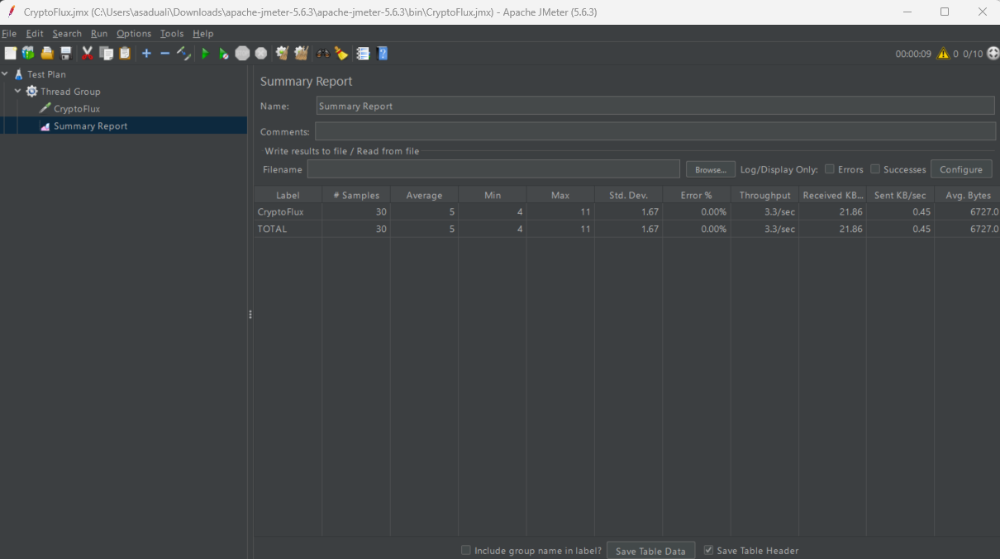 CryptoFlux.jmx (C:\Users\asaduali\Downloads\apache-jmeter-5.6.3\apache-jmeter-5.6.3\bin\CryptoFlux.jmx) - Apache JMeter (5.6.3)
File Edit Search Run Options Tools Help
00:00:09 0 0/10
Test Plan
Thread Group
CryptoFlux
Summary Report
Summary Report
Name: Summary Report
Comments:
Write results to file / Read from file
Filename Browse... Log/Display Only: Errors Successes Configure
Label # Samples Average Min Max Std. Dev. Error % Throughput Received KB... Sent KB/sec Avg. Bytes
CryptoFlux 30 5 4 11 1.67 0.00% 3.3/sec 21.86 0.45 6727.0
TOTAL 30 5 4 11 1.67 0.00% 3.3/sec 21.86 0.45 6727.0
Include group name in label? Save Table Data Save Table Header